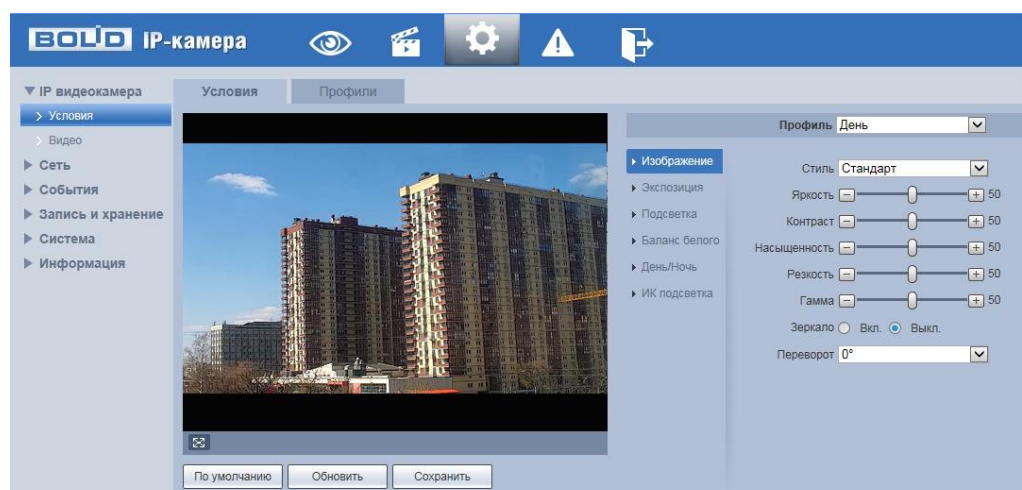 BOLID IP-камера
IP видеокамера
Условия
Видео
Сеть
События
Запись и хранение
Система
Информация
Условия Профили
Профиль День
Изображение
Экспозиция
Подсветка
Баланс белого
День/Ночь
ИК подсветка
Стиль Стандарт
Яркость 50
Контраст 50
Насыщенность 50
Резкость 50
Гамма 50
Зеркало Вкл. Выкл.
Переворот 0°
По умолчанию Обновить Сохранить